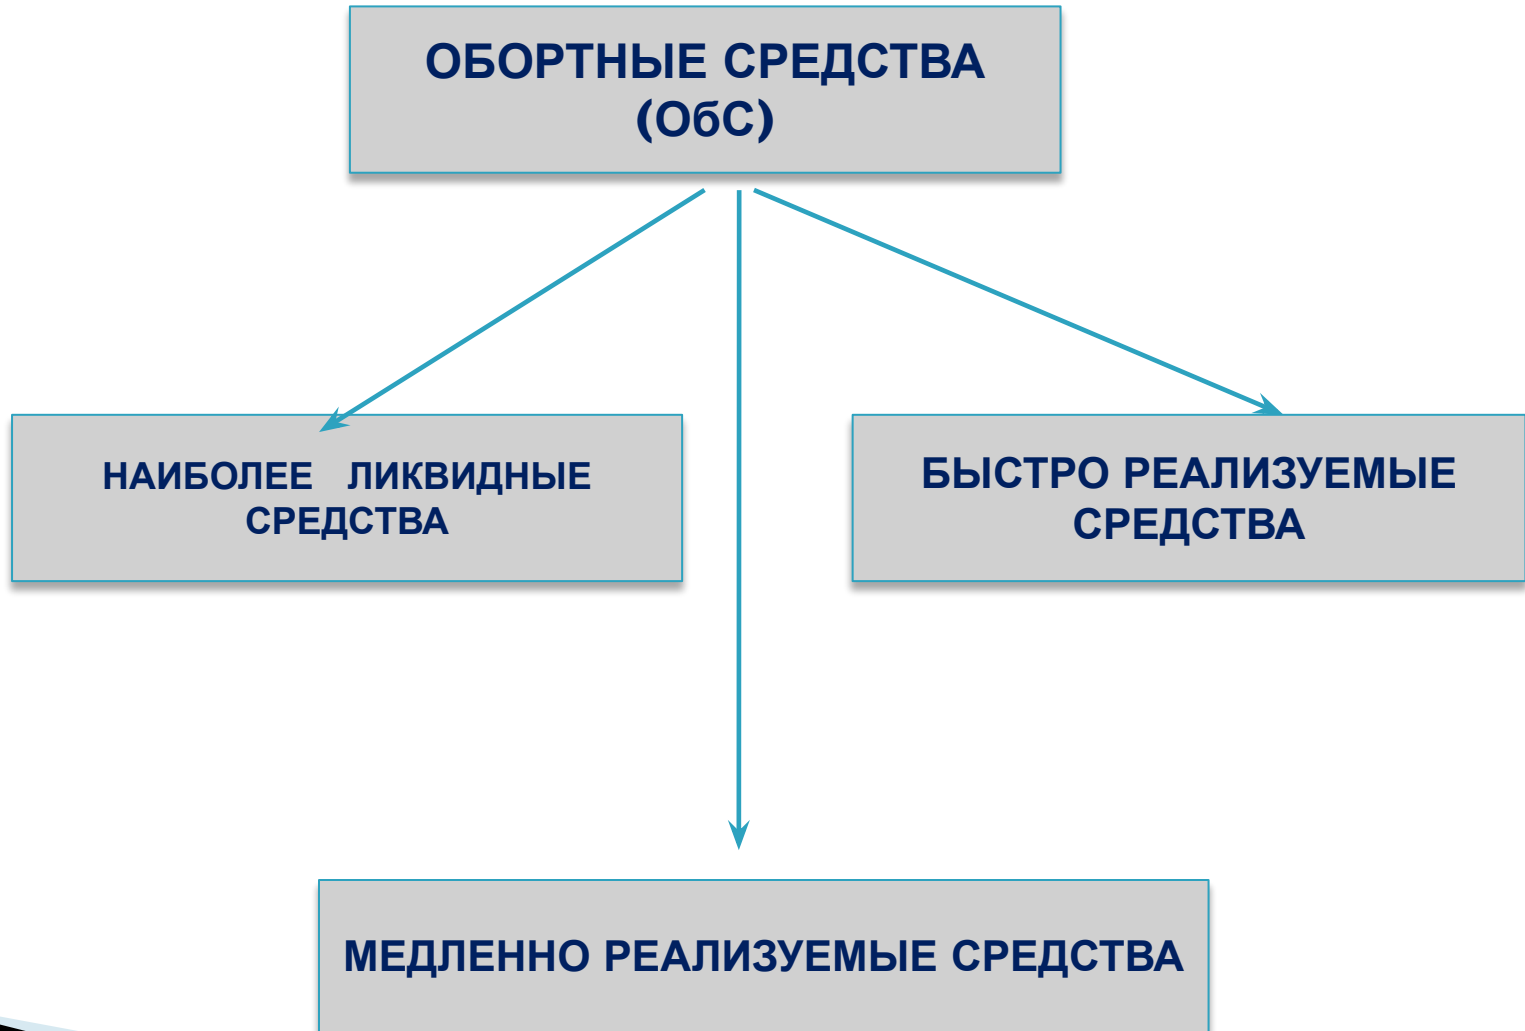 ОБОРТНЫЕ СРЕДСТВА
(ОбС)
НАИБОЛЕЕ ЛИКВИДНЫЕ
СРЕДСТВА
БЫСТРО РЕАЛИЗУЕМЫЕ
СРЕДСТВА
МЕДЛЕННО РЕАЛИЗУЕМЫЕ СРЕДСТВА